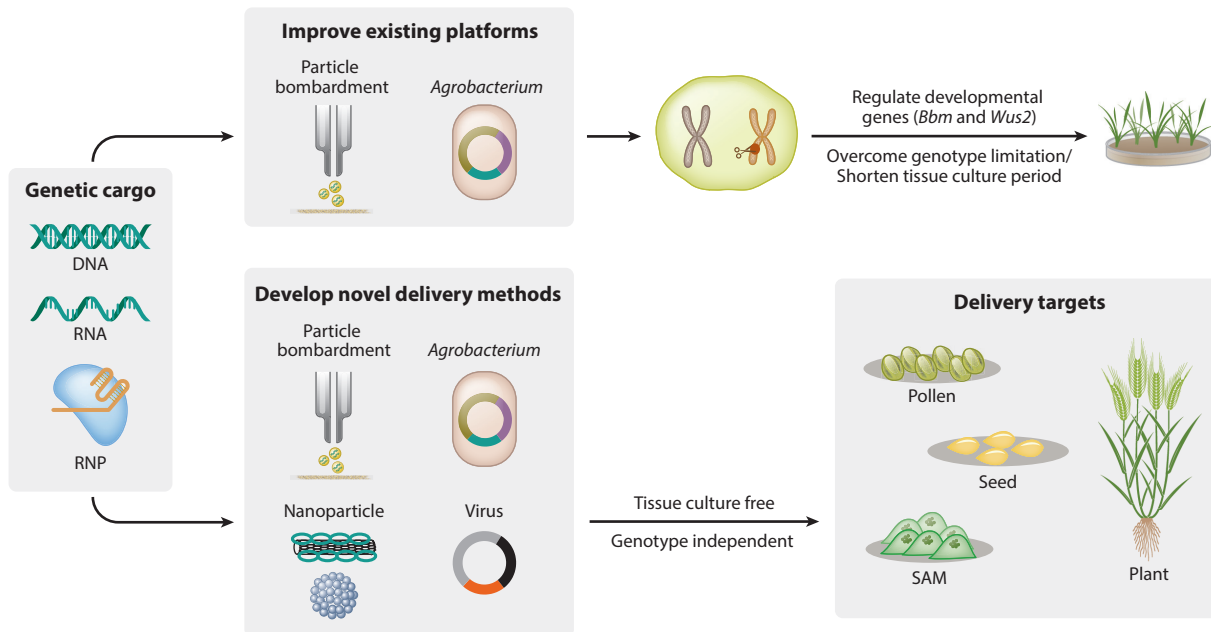 Genetic cargo
DNA
RNA
RNP
Improve existing platforms
Particle
bombardment
Agrobacterium
Regulate developmental
genes (Bbm and Wus2)
Overcome genotype limitation/
Shorten tissue culture period
Develop novel delivery methods
Particle
bombardment
Agrobacterium
Nanoparticle
Virus
Tissue culture free
Genotype independent
Delivery targets
Pollen
Seed
SAM
Plant